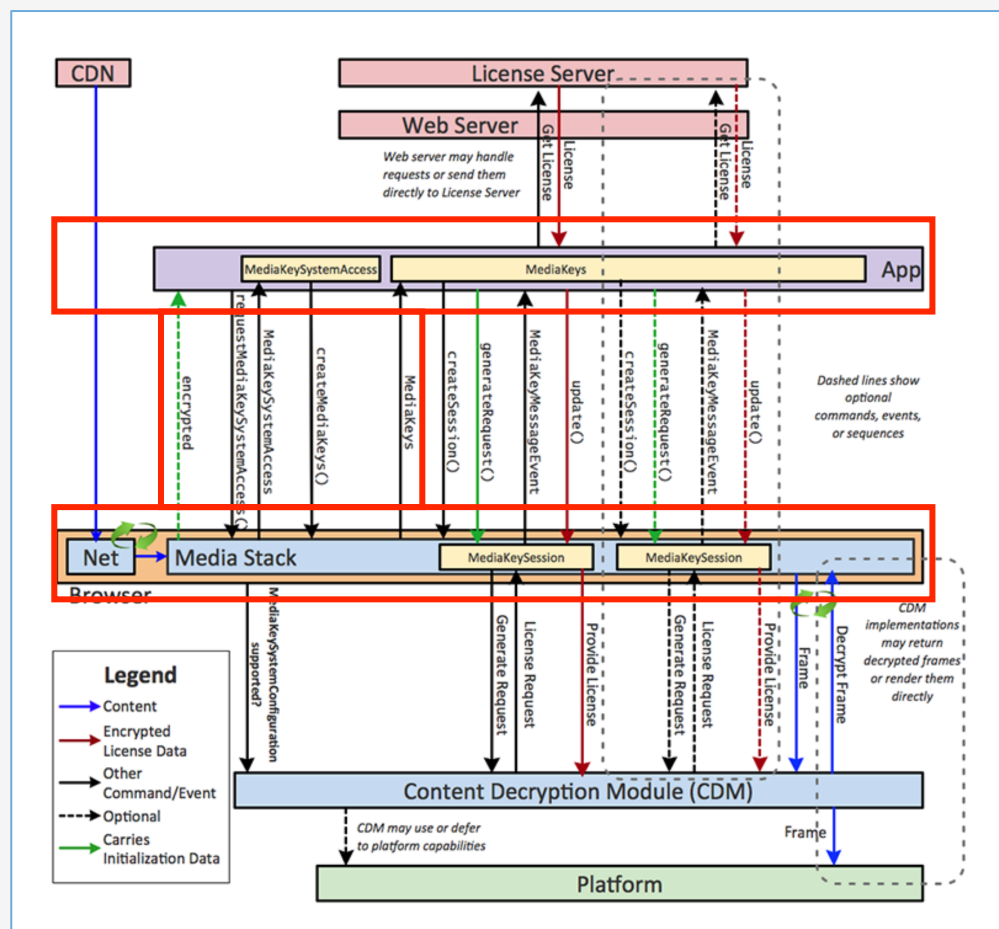 CDN
License Server
Web Server
Web server may handle
requests or send them
directly to License Server
Get License
License
Get License
License
MediaKeySystemAccess
MediaKeys
App
encrypted
requestMediaKeySystemAccess()
MediaKeySystemAccess
createMediaKeys()
MediaKeys
createSession()
generateRequest()
MediaKeyMessageEvent
update()
createSession()
generateRequest()
MediaKeyMessageEvent
update()
Dashed lines show
optional
commands, events,
or sequences
Net
Media Stack
MediaKeySession
MediaKeySession
Browser
MediaKeySystemConfiguration
supported?
Generate Request
License Request
Provide License
Generate Request
License Request
Provide License
Frame
Decrypt Frame
CDM
implementations
may return
decrypted frames
or render them
directly
Legend
Content
Encrypted
License Data
Other
Command/Event
Optional
Carries
Initialization Data
Content Decryption Module (CDM)
CDM may use or defer
to platform capabilities
Frame
Platform